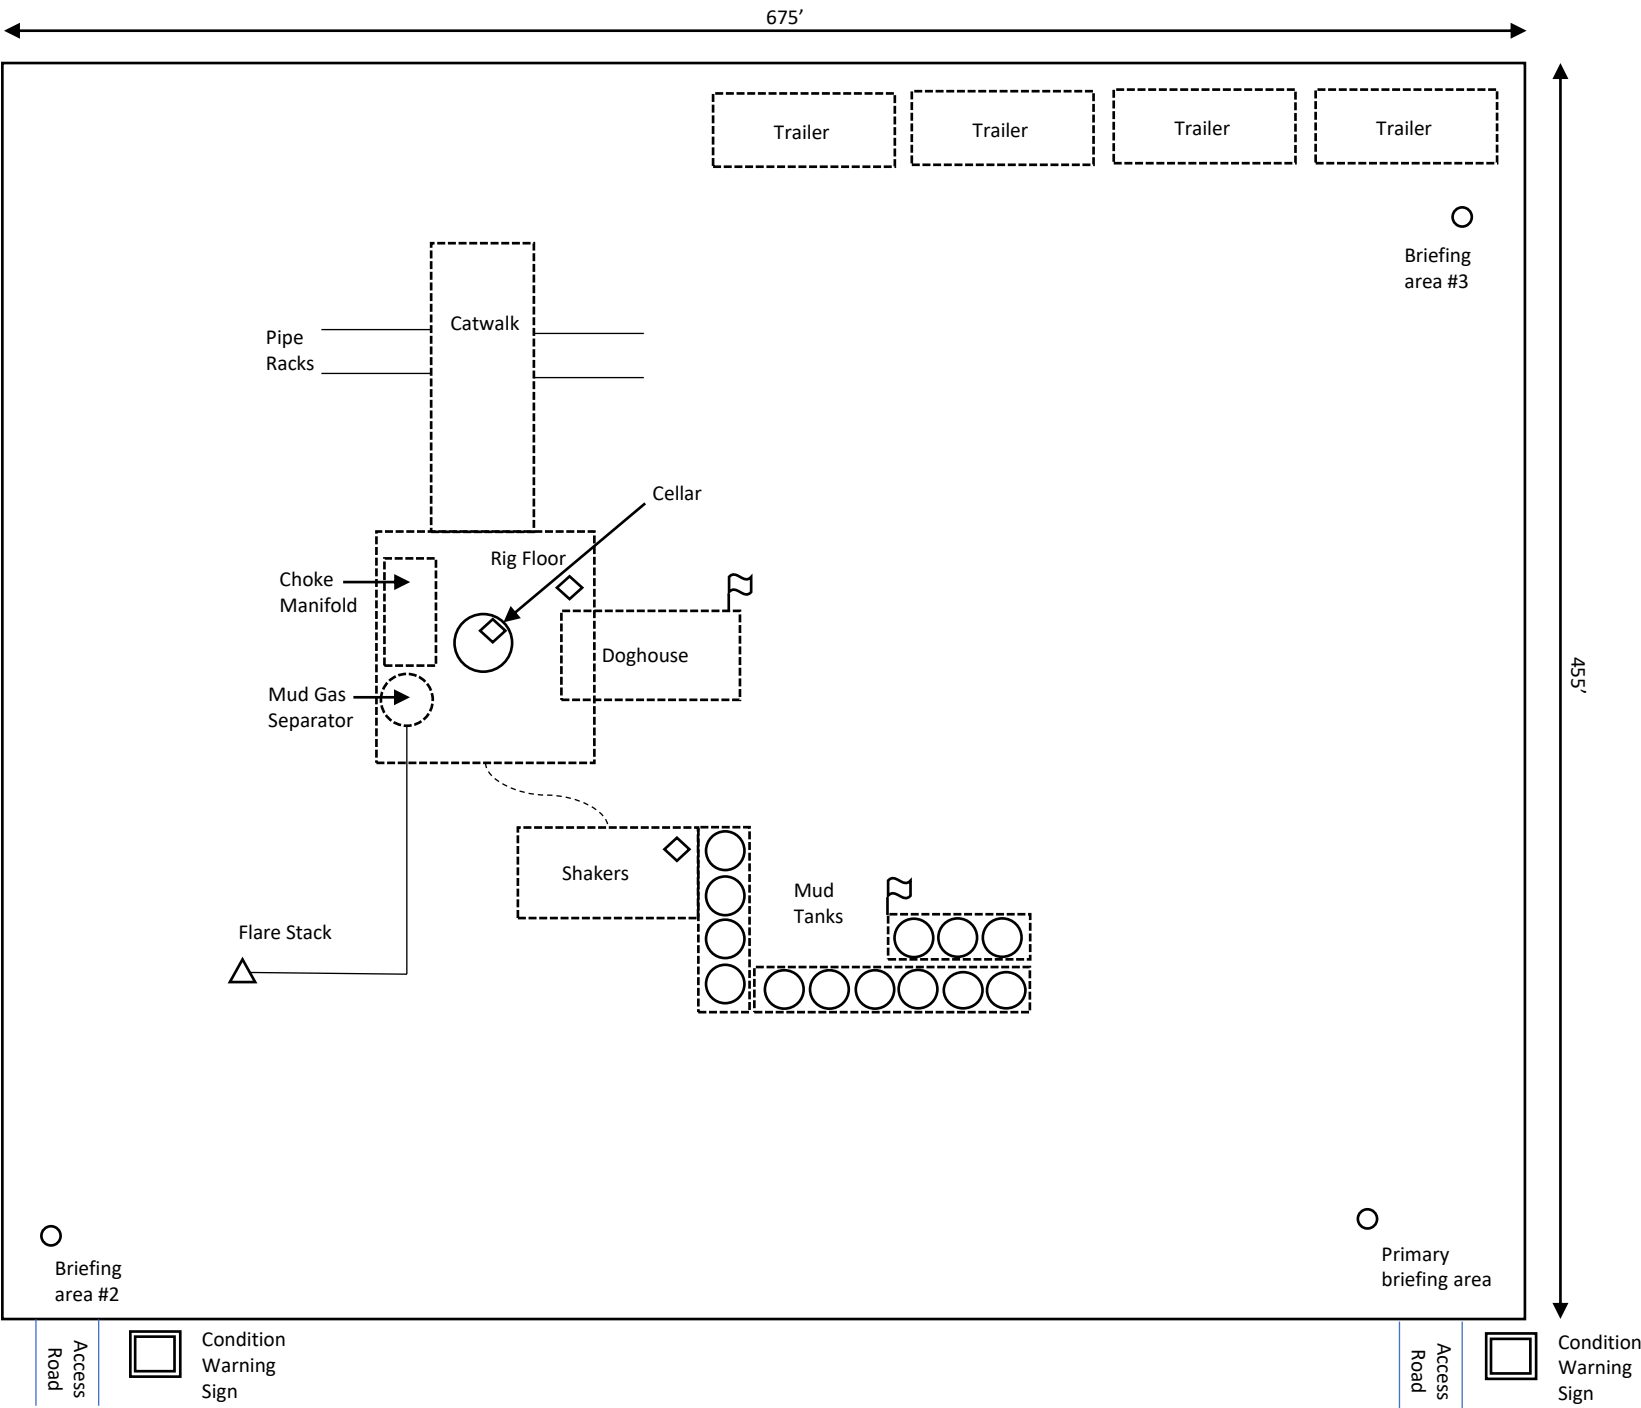 675’
Trailer
Trailer
Trailer
Trailer
Briefing
area #3
Catwalk
Pipe
Racks
Cellar
Rig Floor
Choke
Manifold
Doghouse
455’
Mud Gas
Separator
Shakers
Mud
Tanks
Flare Stack
Briefing
area #2
Primary
briefing area
Access
Road
Condition
Warning
Sign
Access
Road
Condition
Warning
Sign